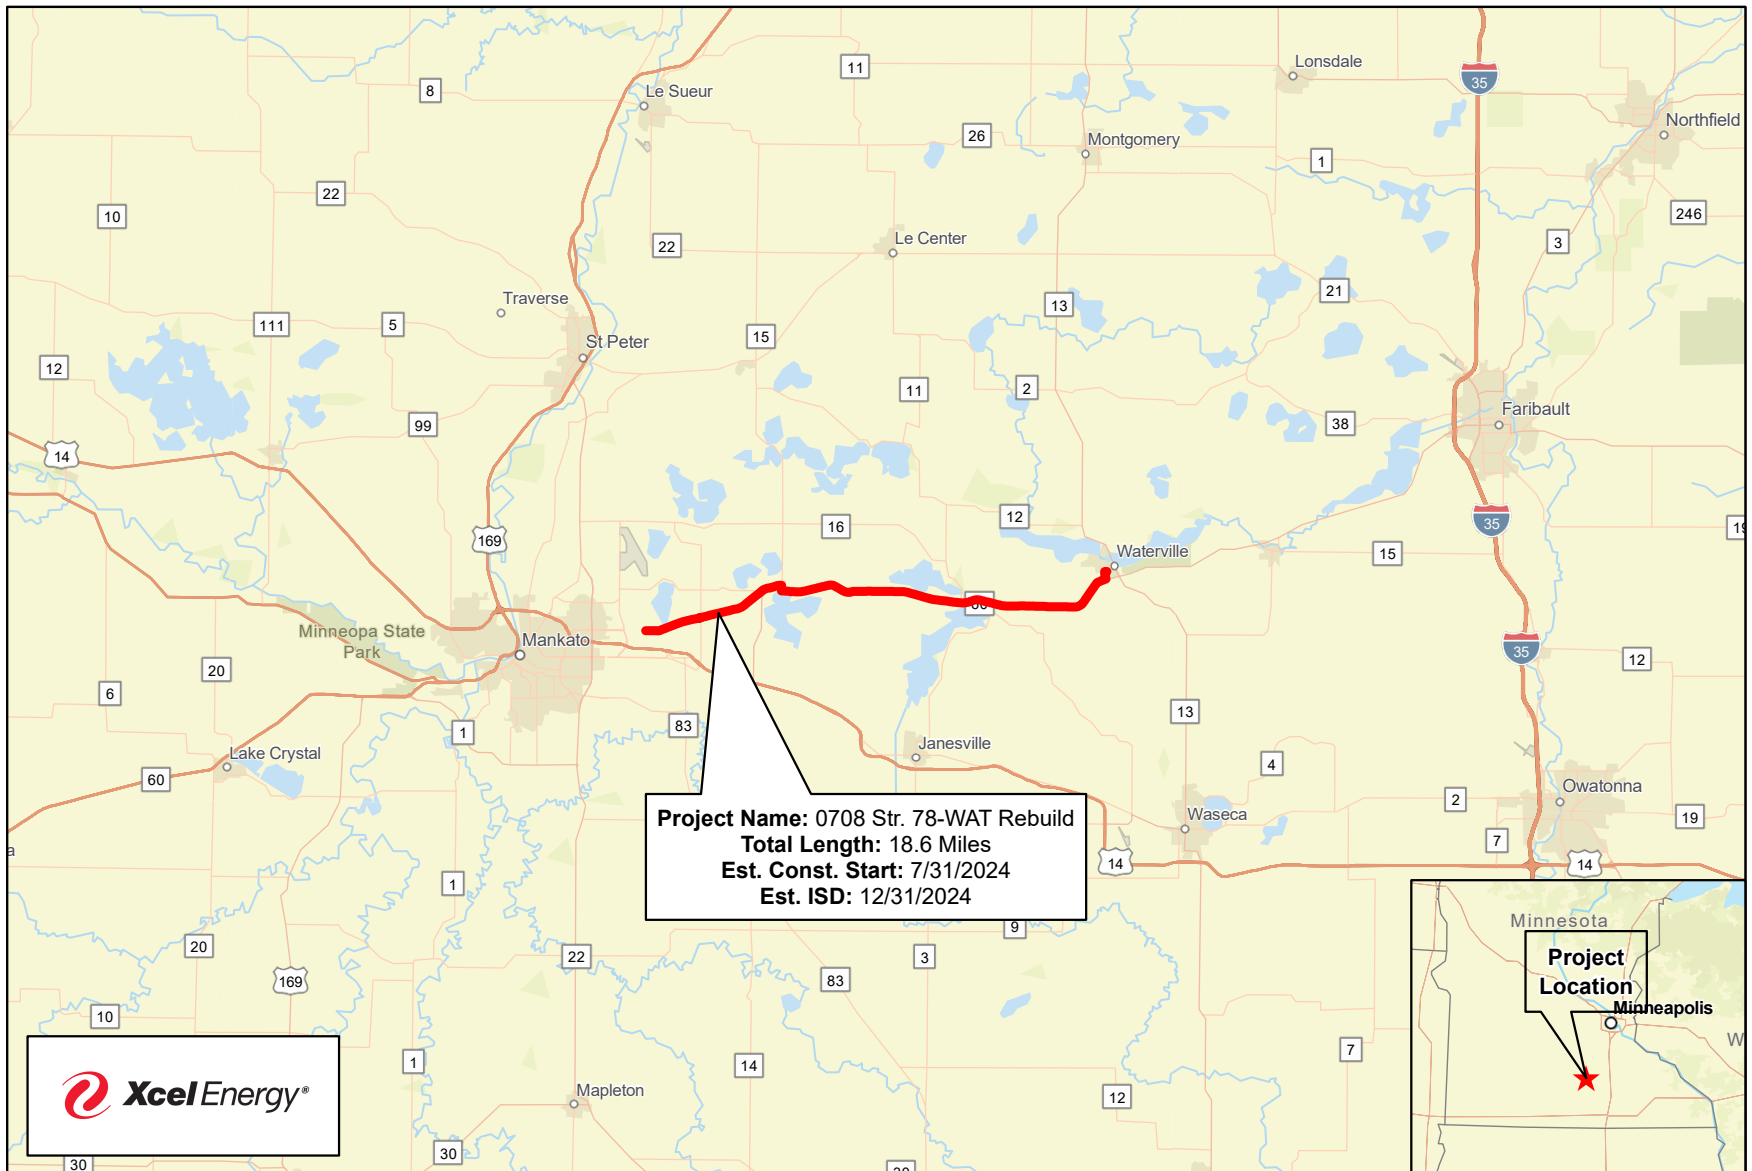 Lonsdale
11
35
8
Le Sueur
Northfield
26
Montgomery
1
22
10
246
22
Le Center
3
21
Traverse
13
111
5
15
St Peter
12
2
11
Faribault
99
38
14
12
35
16
169
15
Waterville
Minneopa State
Park
Mankato
35
12
20
6
13
83
1
Janesville
Lake Crystal
4
60
Owatonna
2
Waseca
19
7
14
14
Project Name: 0708 Str. 78-WAT Rebuild
Total Length: 18.6 Miles
Est. Const. Start: 7/31/2024
Est. ISD: 12/31/2024
1
9
20
22
3
83
169
10
Minnesota
Project
Location
Minneapolis
W
7
1
14
Mapleton
12
Xcel Energy®
30
30